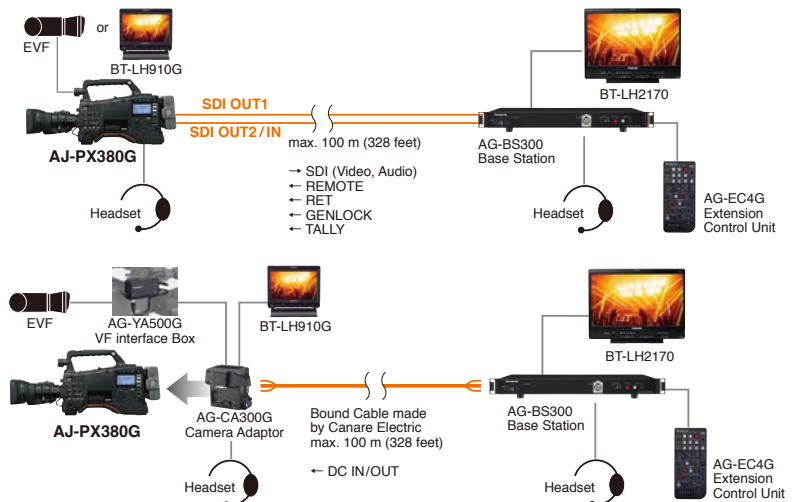 EVF
or
BT-LH910G
AJ-PX380G
Headset
SDI OUT1
SDI OUT2/IN
max. 100 m (328 feet)
→ SDI (Video, Audio)
← REMOTE
← RET
← GENLOCK
← TALLY
BT-LH2170
AG-BS300
Base Station
Headset
AG-EC4G
Extension
Control Unit
EVF
AG-YA500G
VF interface Box
BT-LH910G
AJ-PX380G
AG-CA300G
Camera Adaptor
Headset
Bound Cable made
by Canare Electric
max. 100 m (328 feet)
← DC IN/OUT
BT-LH2170
AG-BS300
Base Station
Headset
AG-EC4G
Extension
Control Unit